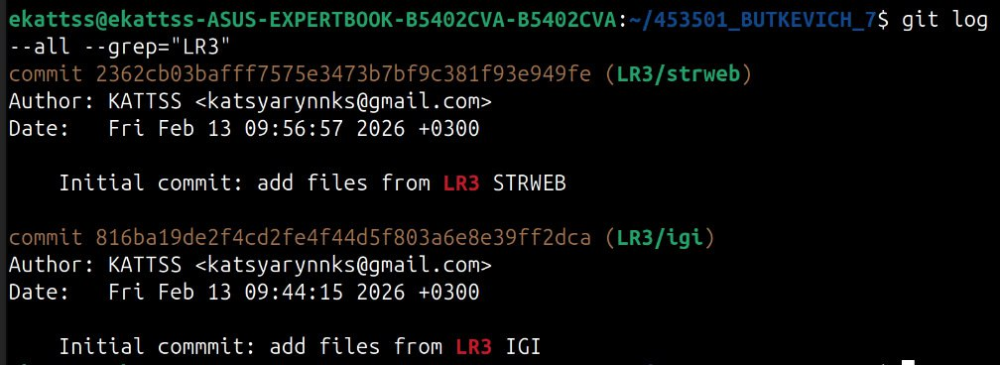 ekattss@ekattss-ASUS-EXPERTBOOK-B5402CVA-B5402CVA:~/453501_BUTKEVICH_7$ git log
--all --grep="LR3"
commit 2362cb03bafff7575e3473b7bf9c381f93e949fe (LR3/strweb)
Author: KATTSS <katsyarynnks@gmail.com>
Date:   Fri Feb 13 09:56:57 2026 +0300
    Initial commit: add files from LR3 STRWEB
commit 816ba19de2f4cd2fe4f44d5f803a6e8e39ff2dca (LR3/igi)
Author: KATTSS <katsyarynnks@gmail.com>
Date:   Fri Feb 13 09:44:15 2026 +0300
    Initial commmit: add files from LR3 IGI